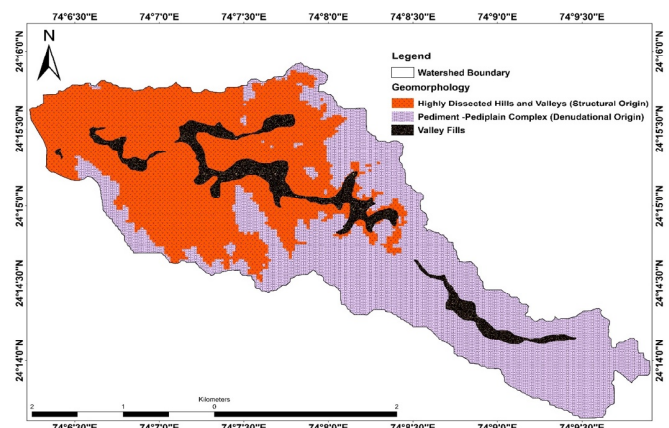 74°6'30"E 74°7'0"E 74°7'30"E 74°8'0"E 74°8'30"E 74°9'0"E 74°9'30"E
24°16'0"N
24°15'30"N
24°15'0"N
24°14'30"N
24°14'0"N
N
Legend
Watershed Boundary
Geomorphology
Highly Dissected Hills and Valleys (Structural Origin)
Pediment -Pediplain Complex (Denudational Origin)
Valley Fills
24°16'0"N
24°15'30"N
24°15'0"N
24°14'30"N
24°14'0"N
Kilometers
2 1 0 2
74°6'30"E 74°7'0"E 74°7'30"E 74°8'0"E 74°8'30"E 74°9'0"E 74°9'30"E